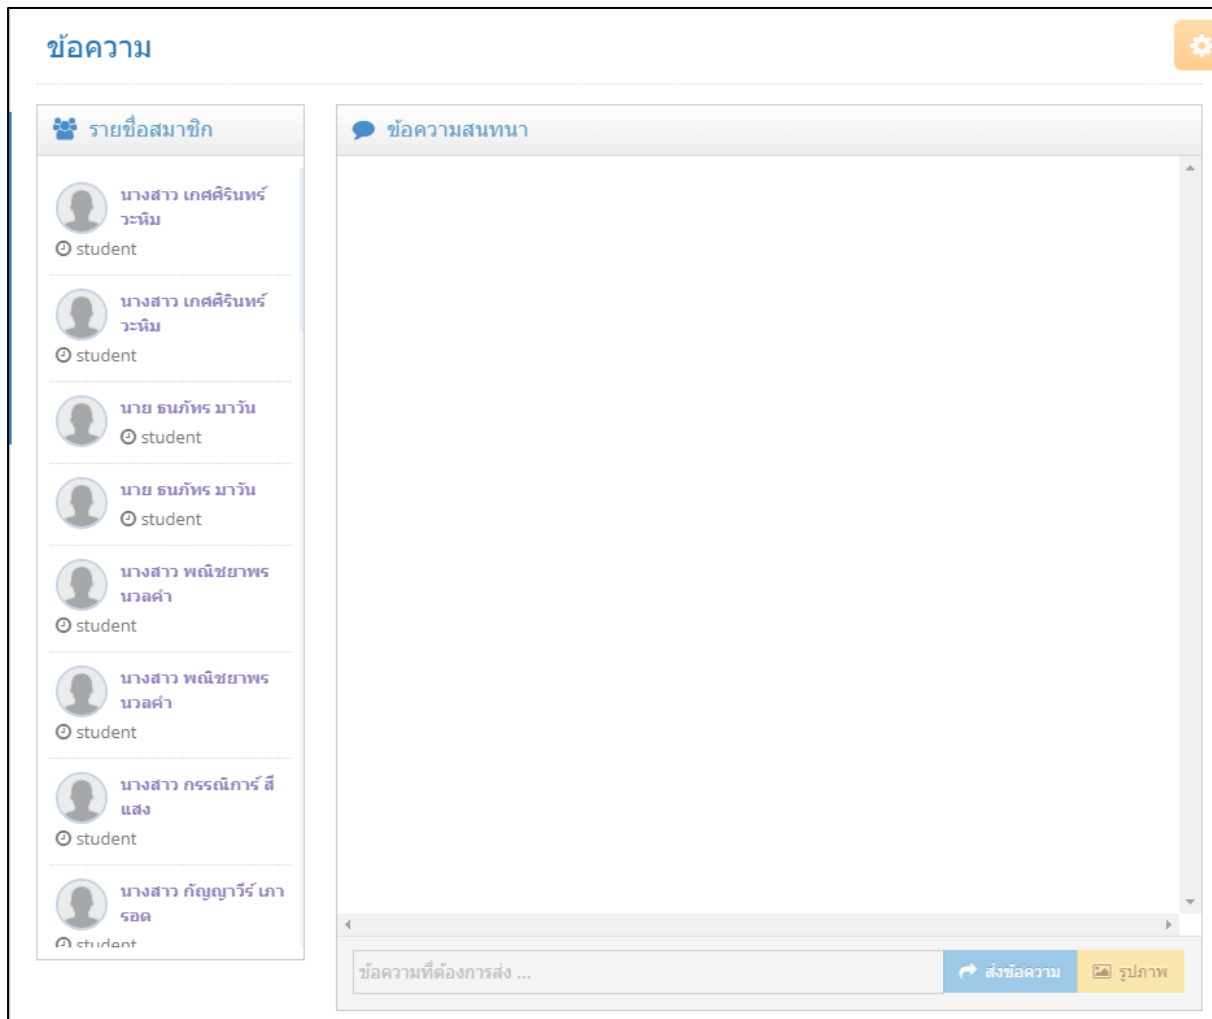 ข้อความ
รายชื่อสมาชิก
นางสาว เกศศิรินทร์
วะหิม
student
นางสาว เกศศิรินทร์
วะหิม
student
นาย ธนภัทร มาวัน
student
นาย ธนภัทร มาวัน
student
นางสาว พณิชยาพร
นวลคำ
student
นางสาว พณิชยาพร
นวลคำ
student
นางสาว กรรณิการ์ สี
แสง
student
นางสาว กัญญาวีร์ เภา
รอด
student
ข้อความสนทนา
ข้อความที่ต้องการส่ง ...
ส่งข้อความ
รูปภาพ